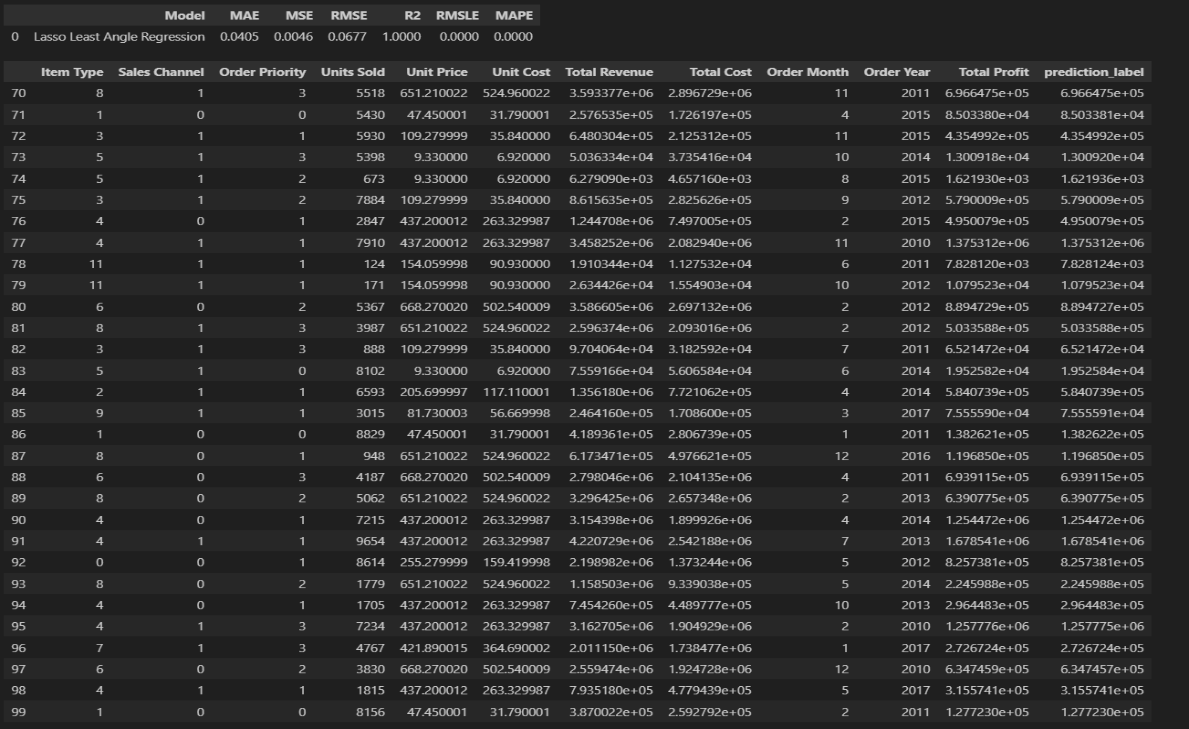 Model MAE MSE RMSE R2 RMSLE MAPE
0 Lasso Least Angle Regression 0.0405 0.0046 0.0677 1.0000 0.0000 0.0000
Item Type Sales Channel Order Priority Units Sold Unit Price Unit Cost Total Revenue Total Cost Order Month Order Year Total Profit prediction_label
70 8 1 3 5518 651.210022 524.960022 3.593377e+06 2.896729e+06 11 2011 6.966475e+05 6.966475e+05
71 1 0 0 5430 47.450001 31.790001 2.576535e+05 1.726197e+05 4 2015 8.503380e+04 8.503381e+04
72 3 1 1 5930 109.279999 35.840000 6.480304e+05 2.125312e+05 11 2015 4.354992e+05 4.354992e+05
73 5 1 3 5398 9.330000 6.920000 5.036334e+04 3.735416e+04 10 2014 1.300918e+04 1.300920e+04
74 5 1 2 673 9.330000 6.920000 6.279090e+03 4.657160e+03 8 2015 1.621930e+03 1.621936e+03
75 3 1 2 7884 109.279999 35.840000 8.615635e+05 2.825626e+05 9 2012 5.790009e+05 5.790009e+05
76 4 0 1 2847 437.200012 263.329987 1.244708e+06 7.497005e+05 2 2015 4.950079e+05 4.950079e+05
77 4 1 1 7910 437.200012 263.329987 3.458252e+06 2.082940e+06 11 2010 1.375312e+06 1.375312e+06
78 11 1 1 124 154.059998 90.930000 1.910344e+04 1.127532e+04 6 2011 7.828120e+03 7.828124e+03
79 11 1 1 171 154.059998 90.930000 2.634426e+04 1.554903e+04 10 2012 1.079523e+04 1.079523e+04
80 6 0 2 5367 668.270020 502.540009 3.586605e+06 2.697132e+06 2 2012 8.894729e+05 8.894727e+05
81 8 1 3 3987 651.210022 524.960022 2.596374e+06 2.093016e+06 2 2012 5.033588e+05 5.033588e+05
82 3 1 3 888 109.279999 35.840000 9.704064e+04 3.182592e+04 7 2011 6.521472e+04 6.521472e+04
83 5 1 0 8102 9.330000 6.920000 7.559166e+04 5.606584e+04 6 2014 1.952582e+04 1.952584e+04
84 2 1 1 6593 205.699997 117.110001 1.356180e+06 7.721062e+05 4 2014 5.840739e+05 5.840739e+05
85 9 1 1 3015 81.730003 56.669998 2.464160e+05 1.708600e+05 3 2017 7.555590e+04 7.555591e+04
86 1 0 0 8829 47.450001 31.790001 4.189361e+05 2.806739e+05 1 2011 1.382621e+05 1.382622e+05
87 8 0 1 948 651.210022 524.960022 6.173471e+05 4.976621e+05 12 2016 1.196850e+05 1.196850e+05
88 6 0 3 4187 668.270020 502.540009 2.798046e+06 2.104135e+06 4 2011 6.939115e+05 6.939115e+05
89 8 0 2 5062 651.210022 524.960022 3.296425e+06 2.657348e+06 2 2013 6.390775e+05 6.390775e+05
90 4 0 1 7215 437.200012 263.329987 3.154398e+06 1.899926e+06 4 2014 1.254472e+06 1.254472e+06
91 4 1 1 9654 437.200012 263.329987 4.220729e+06 2.542188e+06 7 2013 1.678541e+06 1.678541e+06
92 0 0 1 8614 255.279999 159.419998 2.198982e+06 1.373244e+06 5 2012 8.257381e+05 8.257381e+05
93 8 0 2 1779 651.210022 524.960022 1.158503e+06 9.339038e+05 5 2014 2.245988e+05 2.245988e+05
94 4 0 1 1705 437.200012 263.329987 7.454260e+05 4.489777e+05 10 2013 2.964483e+05 2.964483e+05
95 4 1 3 7234 437.200012 263.329987 3.162705e+06 1.904929e+06 2 2010 1.257776e+06 1.257775e+06
96 7 1 3 4767 421.890015 364.690002 2.011150e+06 1.738477e+06 1 2017 2.726724e+05 2.726724e+05
97 6 0 2 3830 668.270020 502.540009 2.559474e+06 1.924728e+06 12 2010 6.347459e+05 6.347457e+05
98 4 1 1 1815 437.200012 263.329987 7.935180e+05 4.779439e+05 5 2017 3.155741e+05 3.155741e+05
99 1 0 0 8156 47.450001 31.790001 3.870022e+05 2.592792e+05 2 2011 1.277230e+05 1.277230e+05